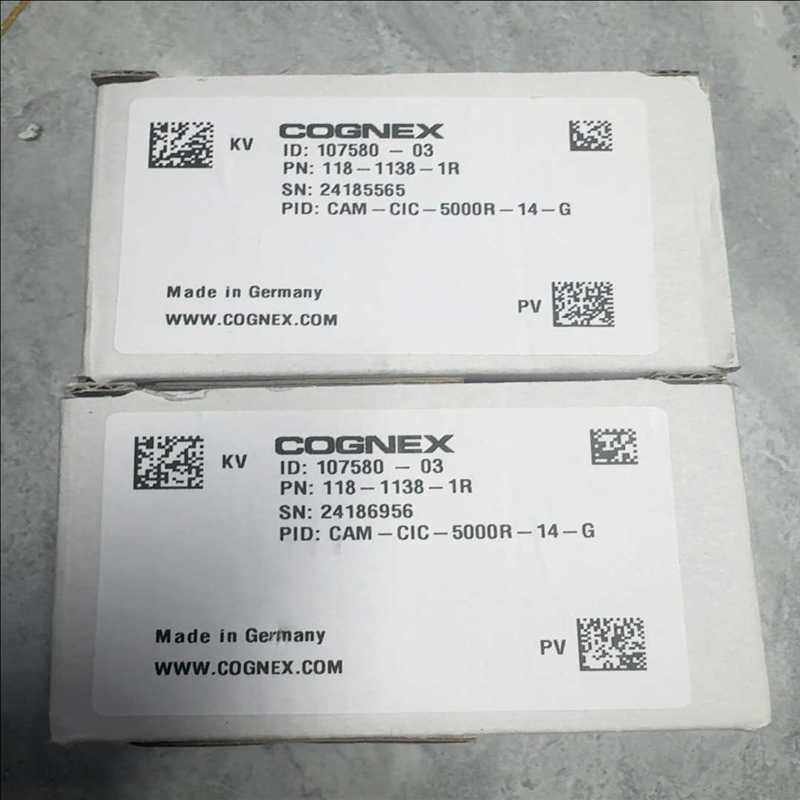 KV
COGNEX
ID: 107580 - 03
PN: 118-1138-1R
SN: 24185565
PID: CAM-CIC-5000R-14-G
Made in Germany
WWW.COGNEX.COM
PV
KV
COGNEX
ID: 107580 - 03
PN: 118-1138-1R
SN: 24186956
PID: CAM-CIC-5000R-14-G
Made in Germany
WWW.COGNEX.COM
PV